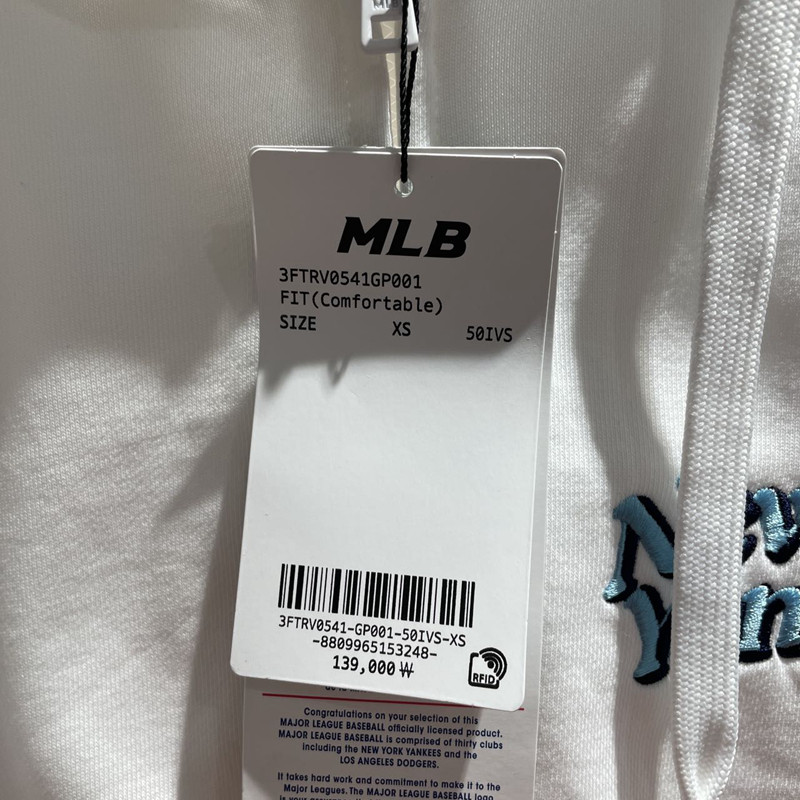 MLB
3FTRV0541GP001
FIT(Comfortable)
SIZE XS 50IVS
3FTRV0541-GP001-50IVS-XS
-8809965153248-
139,000₩
RFID
Congratulations on your selection of this
MAJOR LEAGUE BASEBALL officially licensed product.
MAJOR LEAGUE BASEBALL is comprised of thirty clubs
including the NEW YORK YANKEES and the
LOS ANGELES DODGERS.
It takes hard work and commitment to make it to the
Major Leagues. The MAJOR LEAGUE BASEBALL logo
New